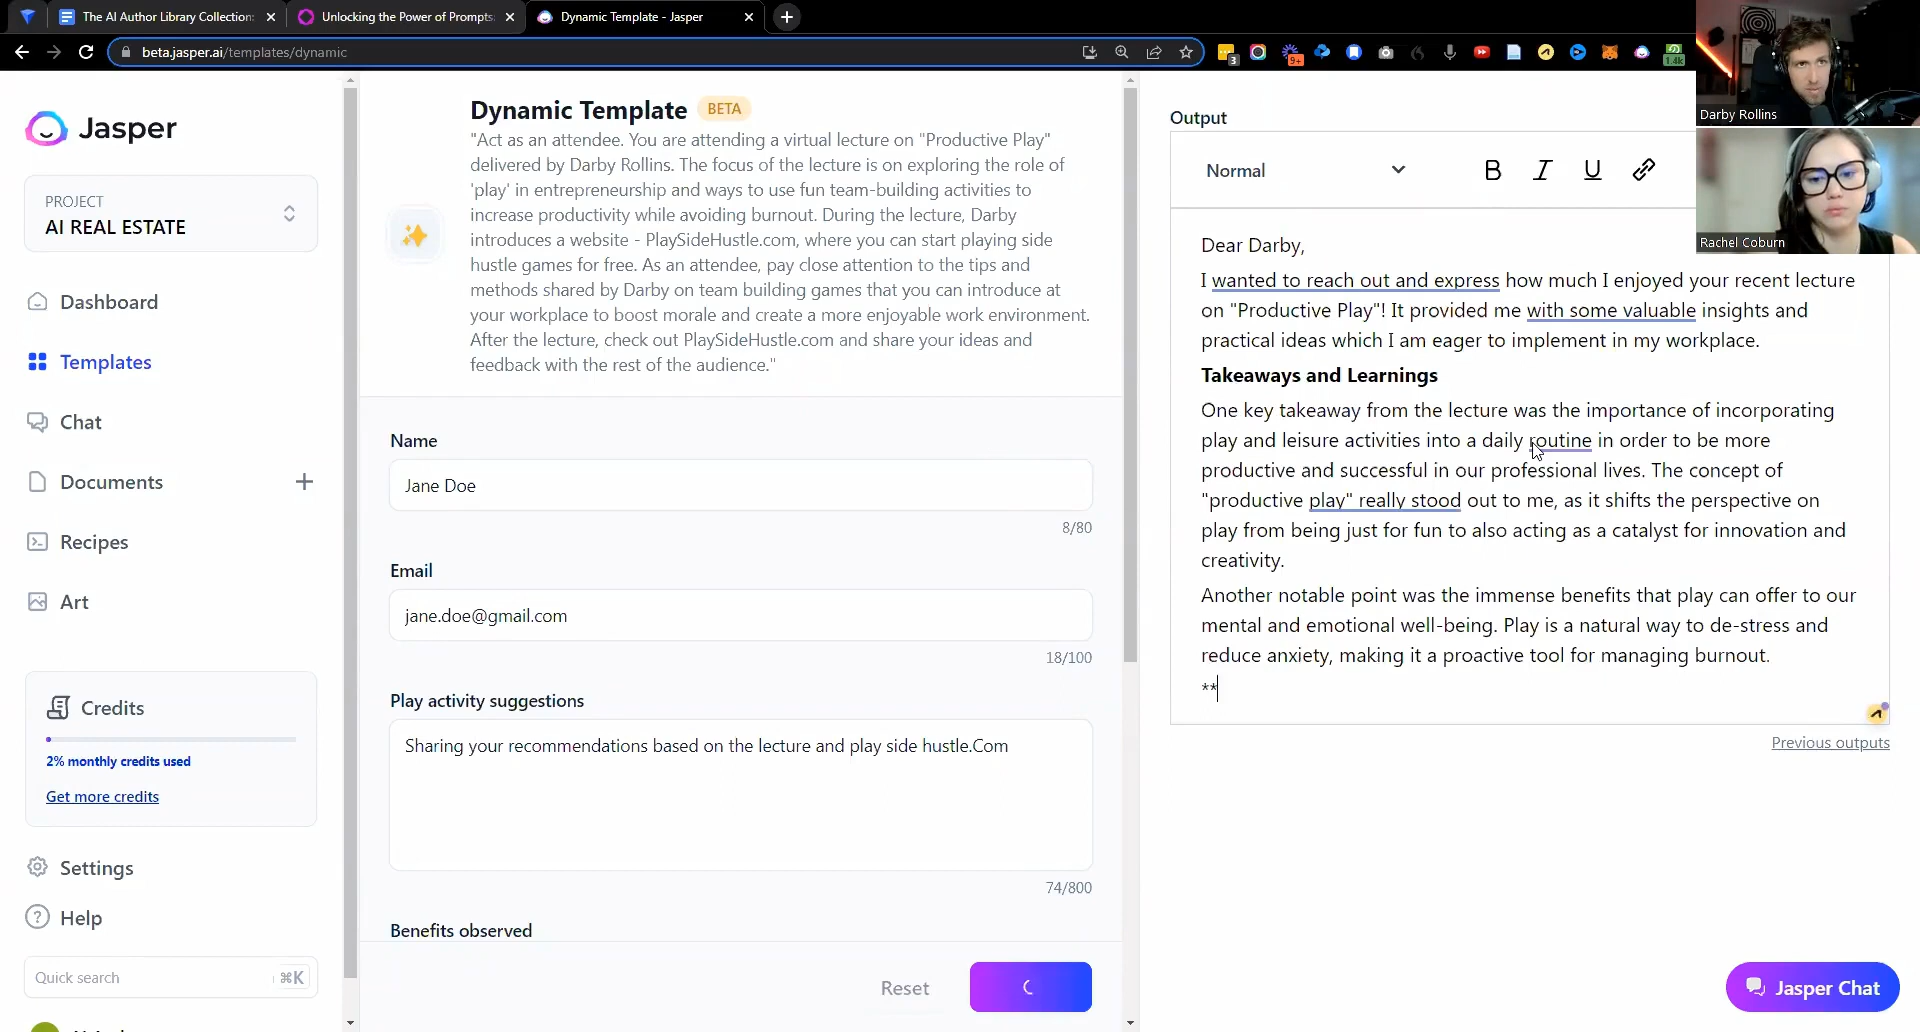 The AI Author Library Collection:
Unlocking the Power of Prompts:
Dynamic Template - Jasper
beta.jasper.ai/templates/dynamic
3
9+
1.4k
Darby Rollins
Rachel Coburn
Jasper
PROJECT
AI REAL ESTATE
Dashboard
Templates
Chat
Documents
Recipes
Art
Credits
2% monthly credits used
Get more credits
Settings
Help
Quick search
⌘K
Dynamic Template BETA
"Act as an attendee. You are attending a virtual lecture on "Productive Play"
delivered by Darby Rollins. The focus of the lecture is on exploring the role of
'play' in entrepreneurship and ways to use fun team-building activities to
increase productivity while avoiding burnout. During the lecture, Darby
introduces a website - PlaySideHustle.com, where you can start playing side
hustle games for free. As an attendee, pay close attention to the tips and
methods shared by Darby on team building games that you can introduce at
your workplace to boost morale and create a more enjoyable work environment.
After the lecture, check out PlaySideHustle.com and share your ideas and
feedback with the rest of the audience."
Name
Jane Doe
8/80
Email
jane.doe@gmail.com
18/100
Play activity suggestions
Sharing your recommendations based on the lecture and play side hustle.Com
74/800
Benefits observed
Reset
Output
Normal
B I U
Dear Darby,
I wanted to reach out and express how much I enjoyed your recent lecture
on "Productive Play"! It provided me with some valuable insights and
practical ideas which I am eager to implement in my workplace.
Takeaways and Learnings
One key takeaway from the lecture was the importance of incorporating
play and leisure activities into a daily routine in order to be more
productive and successful in our professional lives. The concept of
"productive play" really stood out to me, as it shifts the perspective on
play from being just for fun to also acting as a catalyst for innovation and
creativity.
Another notable point was the immense benefits that play can offer to our
mental and emotional well-being. Play is a natural way to de-stress and
reduce anxiety, making it a proactive tool for managing burnout.
**
Previous outputs
Jasper Chat